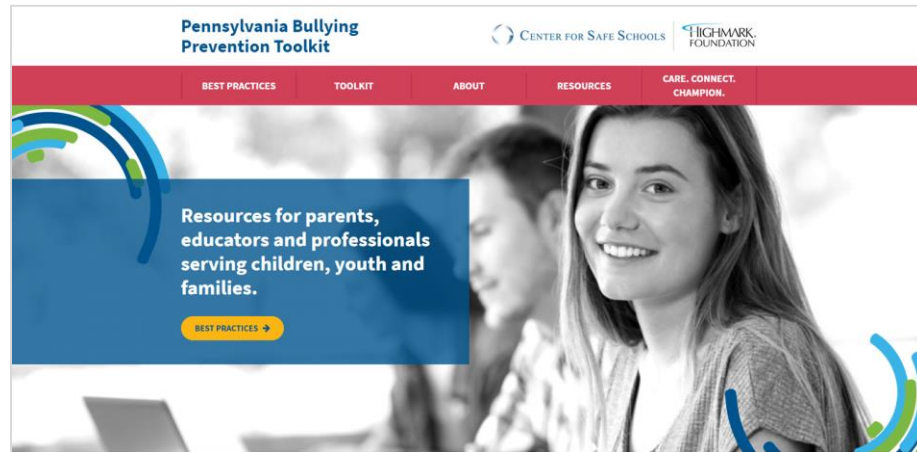 Pennsylvania Bullying
Prevention Toolkit
CENTER FOR SAFE SCHOOLS
HIGHMARK.
FOUNDATION
BEST PRACTICES
TOOLKIT
ABOUT
RESOURCES
CARE. CONNECT.
CHAMPION.
Resources for parents,
educators and professionals
serving children, youth and
families.
BEST PRACTICES →